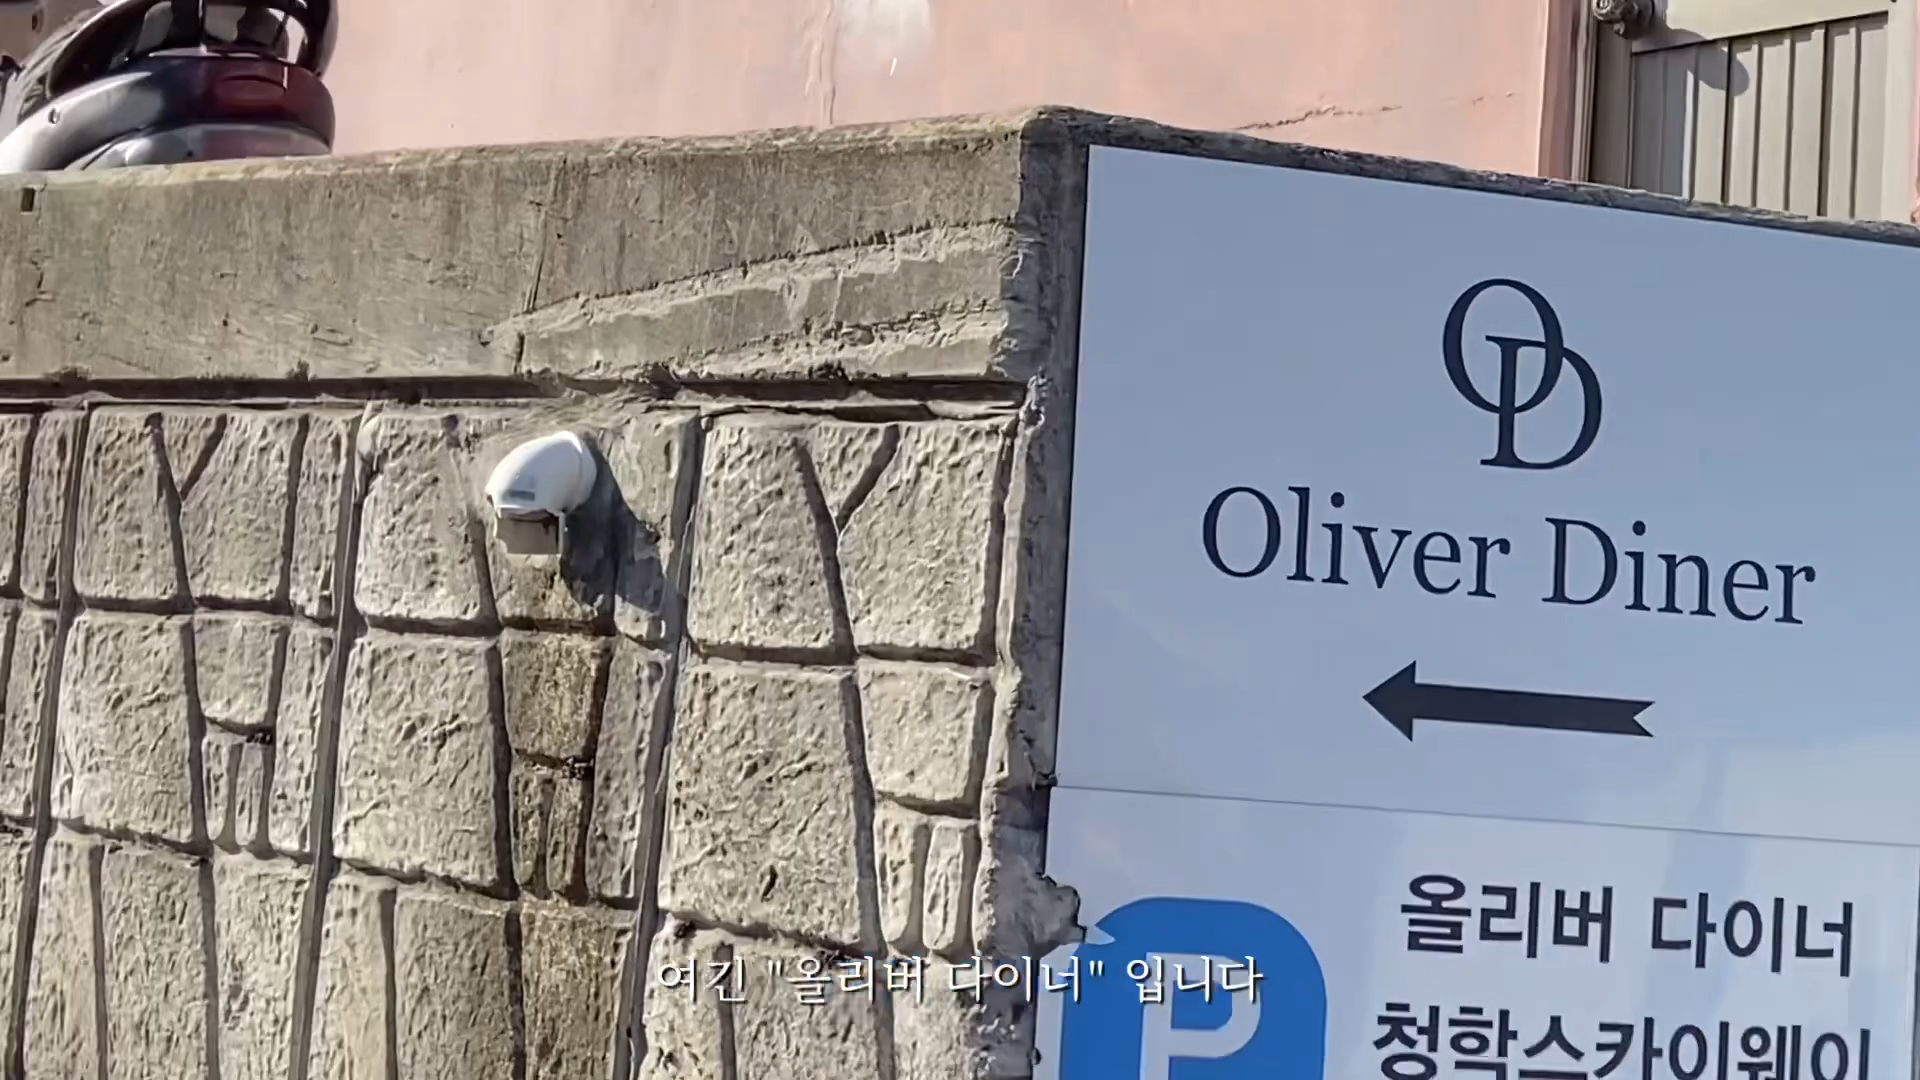 OD
Oliver Diner
올리버 다이너
P
청학스카이웨이
여긴 "올리버 다이너" 입니다